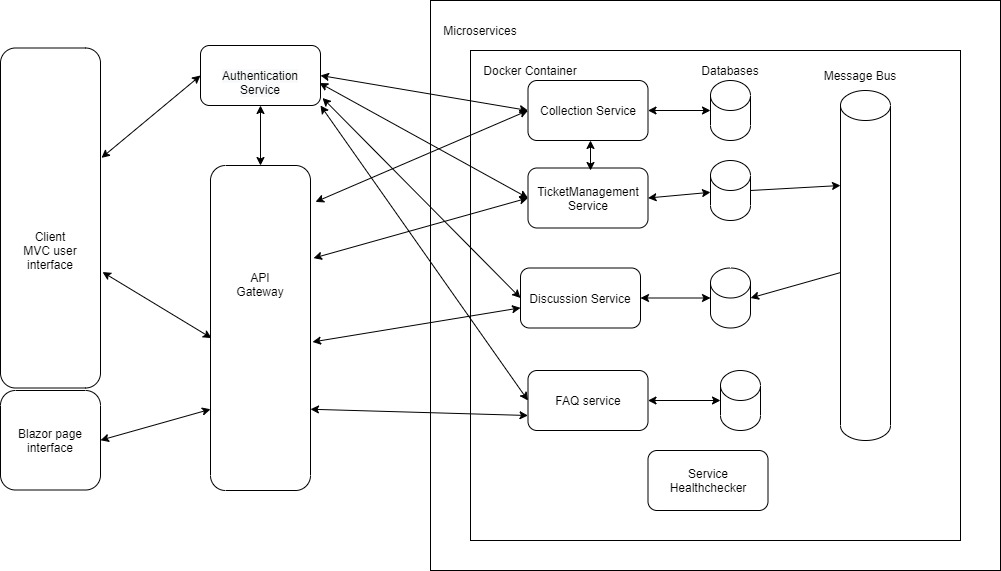 Microservices
Authentication
Service
Docker Container
Databases
Message Bus
Collection Service
TicketManagement
Service
Client
MVC user
interface
API
Gateway
Discussion Service
FAQ service
Blazor page
interface
Service
Healthchecker